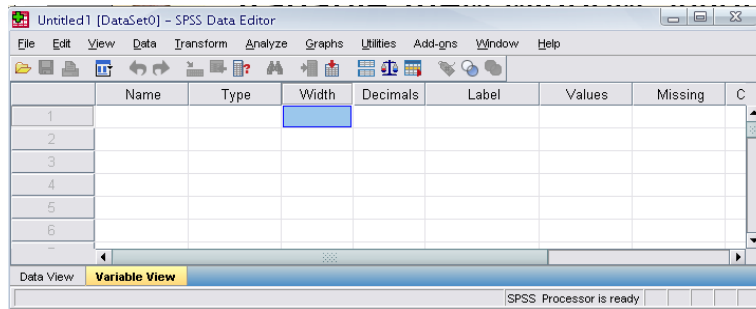 Untitled1 [DataSet0] – SPSS Data Editor
File Edit View Data Transform Analyze Graphs Utilities Add-ons Window Help
Name Type Width Decimals Label Values Missing C
1
2
3
4
5
6
Data View Variable View
SPSS Processor is ready